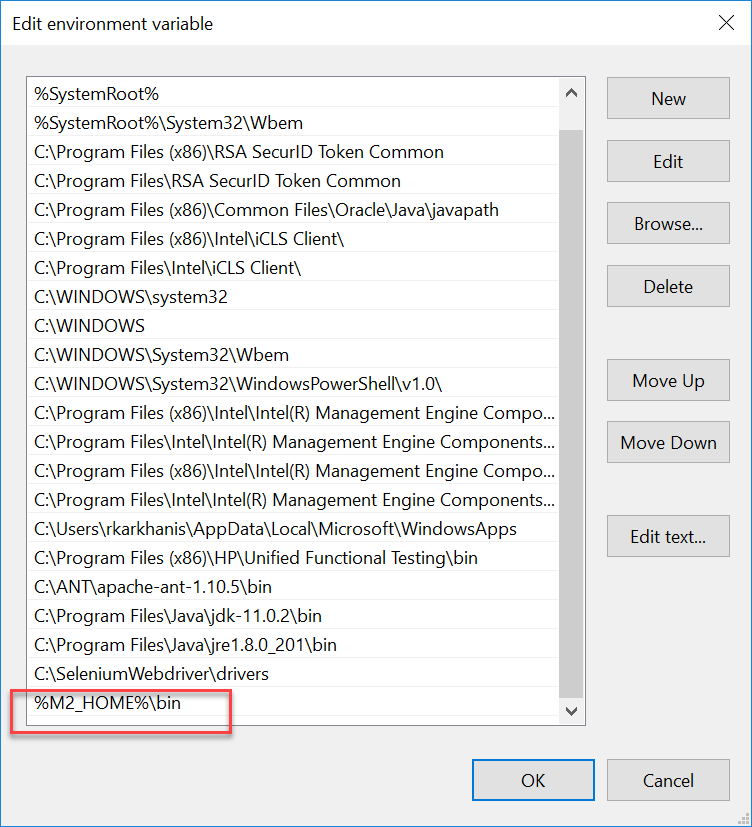 Edit environment variable
%SystemRoot%
%SystemRoot%\System32\Wbem
C:\Program Files (x86)\RSA SecurID Token Common
C:\Program Files\RSA SecurID Token Common
C:\Program Files (x86)\Common Files\Oracle\Java\javapath
C:\Program Files (x86)\Intel\iCLS Client\
C:\Program Files\Intel\iCLS Client\
C:\WINDOWS\system32
C:\WINDOWS
C:\WINDOWS\System32\Wbem
C:\WINDOWS\System32\WindowsPowerShell\v1.0\
C:\Program Files (x86)\Intel\Intel(R) Management Engine Compo...
C:\Program Files\Intel\Intel(R) Management Engine Components...
C:\Program Files (x86)\Intel\Intel(R) Management Engine Compo...
C:\Program Files\Intel\Intel(R) Management Engine Components...
C:\Users\rkarkhanis\AppData\Local\Microsoft\WindowsApps
C:\Program Files (x86)\HP\Unified Functional Testing\bin
C:\ANT\apache-ant-1.10.5\bin
C:\Program Files\Java\jdk-11.0.2\bin
C:\Program Files\Java\jre1.8.0_201\bin
C:\SeleniumWebdriver\drivers
%M2_HOME%\bin
New
Edit
Browse...
Delete
Move Up
Move Down
Edit text...
OK
Cancel